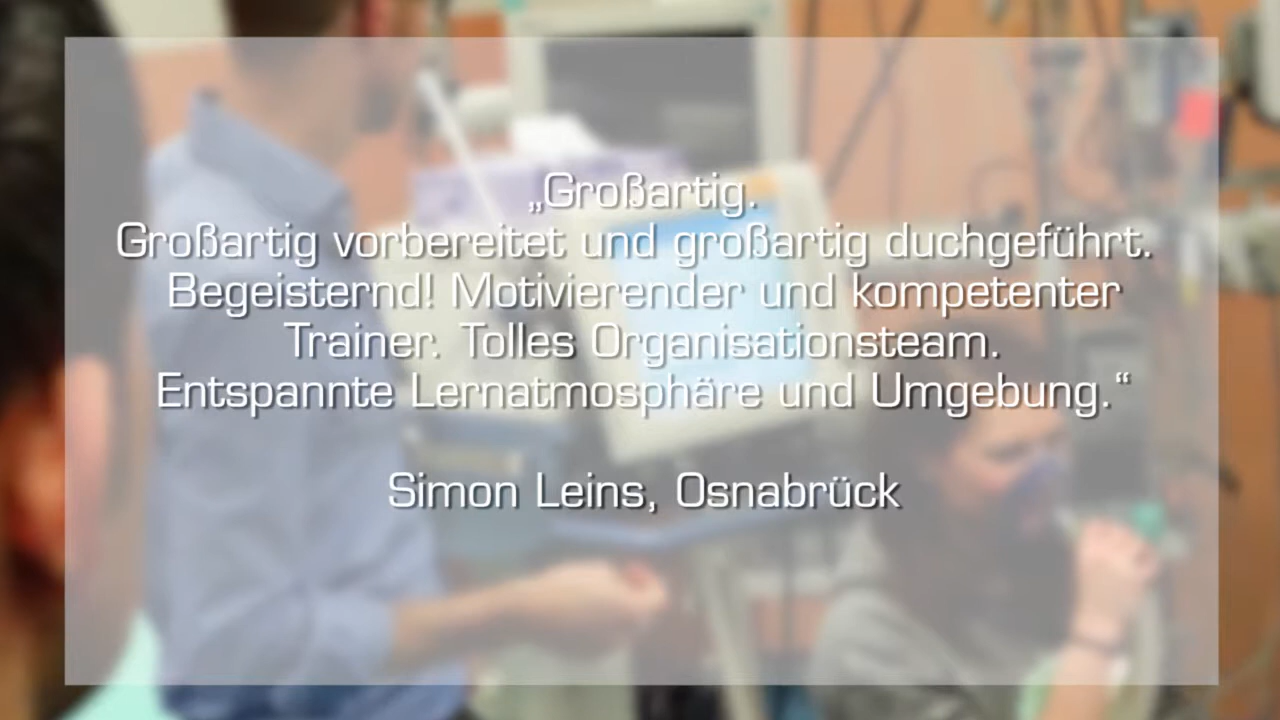 „Großartig.
Großartig vorbereitet und großartig duchgeführt.
Begeisternd! Motivierender und kompetenter
Trainer. Tolles Organisationsteam.
Entspannte Lernatmosphäre und Umgebung.“
Simon Leins, Osnabrück